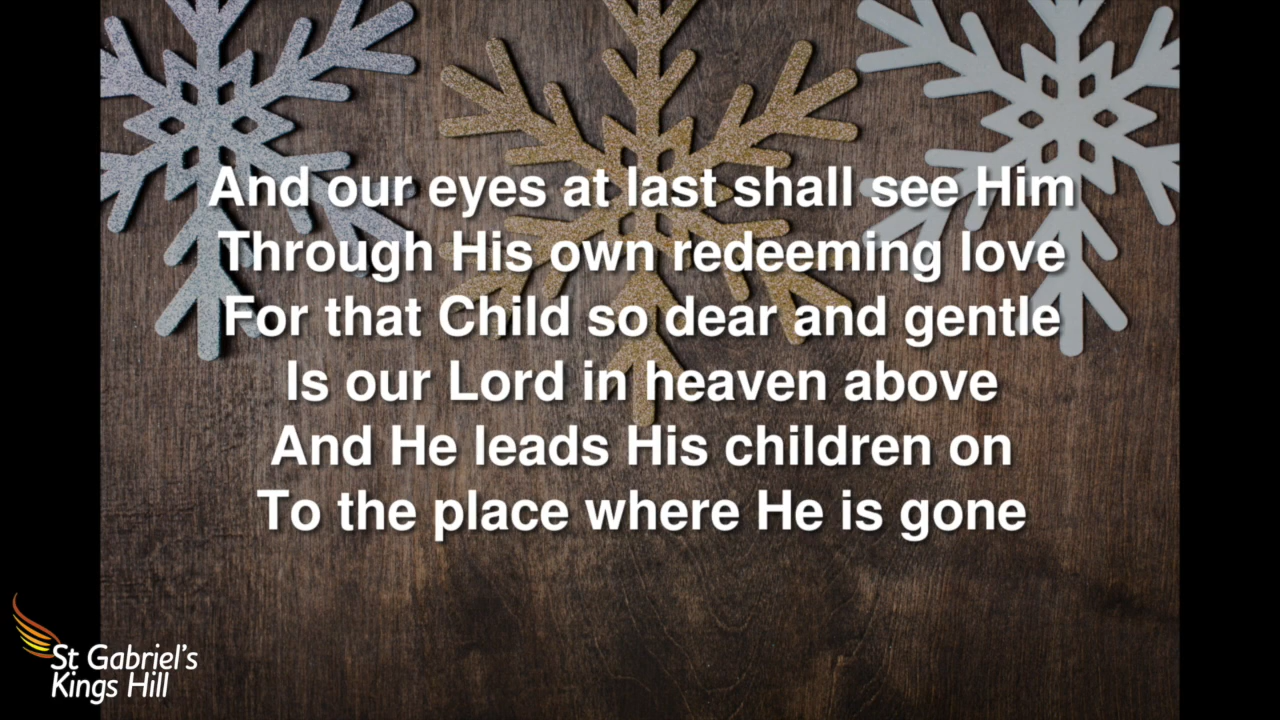 And our eyes at last shall see Him
Through His own redeeming love
For that Child so dear and gentle
Is our Lord in heaven above
And He leads His children on
To the place where He is gone
St Gabriel's
Kings Hill